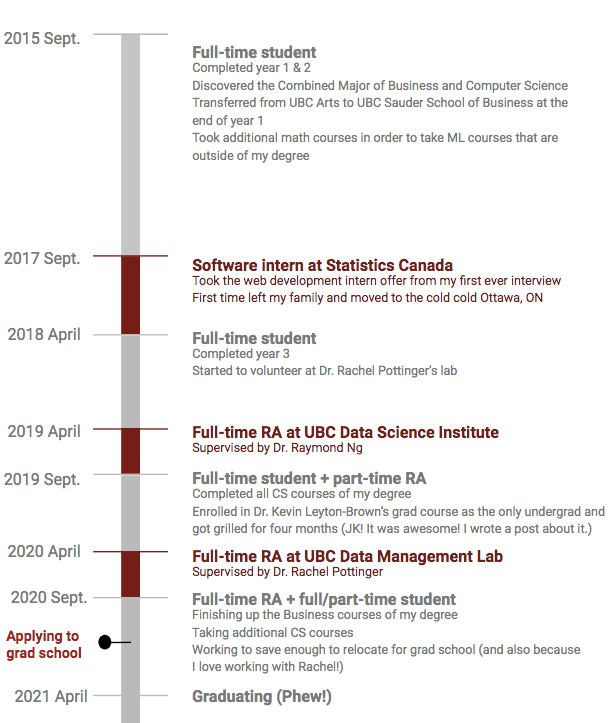 2015 Sept.
Full-time student
Completed year 1 & 2
Discovered the Combined Major of Business and Computer Science
Transferred from UBC Arts to UBC Sauder School of Business at the
end of year 1
Took additional math courses in order to take ML courses that are
outside of my degree
2017 Sept.
Software intern at Statistics Canada
Took the web development intern offer from my first ever interview
First time left my family and moved to the cold cold Ottawa, ON
2018 April
Full-time student
Completed year 3
Started to volunteer at Dr. Rachel Pottinger's lab
2019 April
Full-time RA at UBC Data Science Institute
Supervised by Dr. Raymond Ng
2019 Sept.
Full-time student + part-time RA
Completed all CS courses of my degree
Enrolled in Dr. Kevin Leyton-Brown's grad course as the only undergrad and
got grilled for four months (JK! It was awesome! I wrote a post about it.)
2020 April
Full-time RA at UBC Data Management Lab
Supervised by Dr. Rachel Pottinger
2020 Sept.
Full-time RA + full/part-time student
Finishing up the Business courses of my degree
Taking additional CS courses
Working to save enough to relocate for grad school (and also because
I love working with Rachel!)
Applying to
grad school
2021 April
Graduating (Phew!)